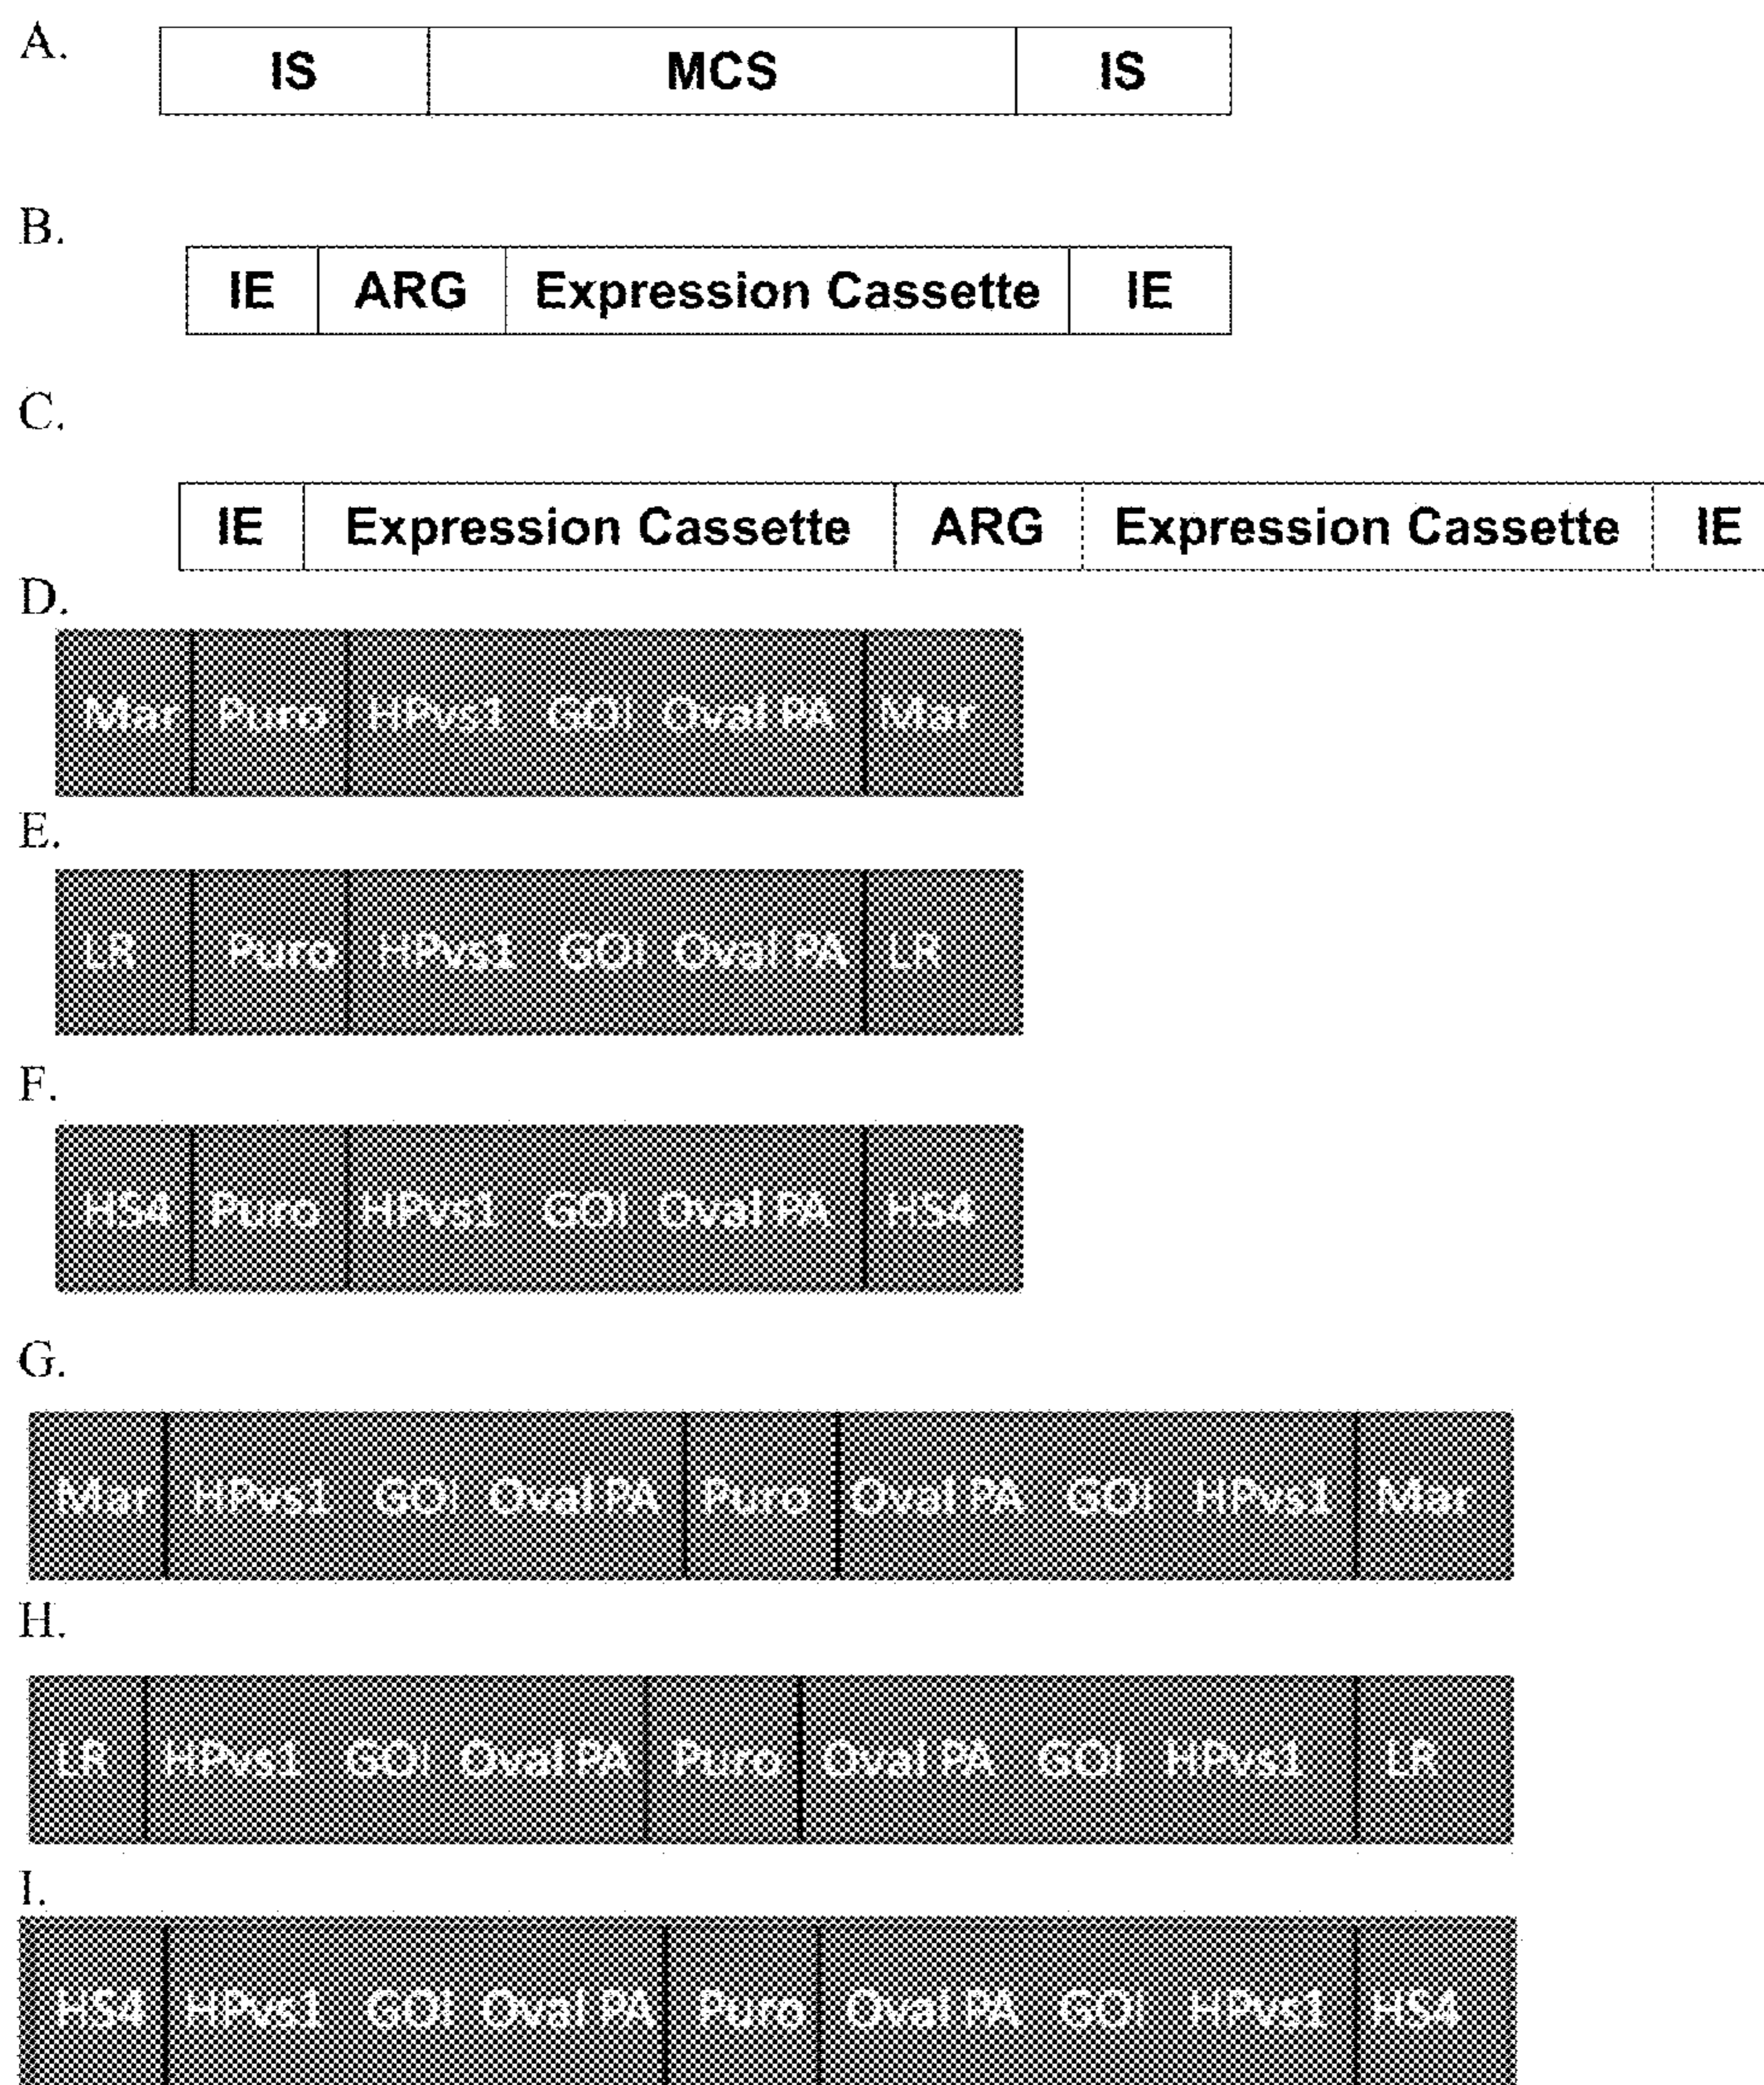 A.
IS MCS IS
B.
IE ARG Expression Cassette IE
C.
IE Expression Cassette ARG Expression Cassette IE
D.
Mar Puro HPvs1 GOI Oval PA Mar
E.
LR Puro HPvs1 GOI Oval PA LR
F.
HS4 Puro HPvs1 GOI Oval PA HS4
G.
Mar HPvs1 GOI Oval PA Puro Oval PA GOI HPvs1 Mar
H.
LR HPvs1 GOI Oval PA Puro Oval PA GOI HPvs1 LR
I.
HS4 HPvs1 GOI Oval PA Puro Oval PA GOI HPvs1 HS4